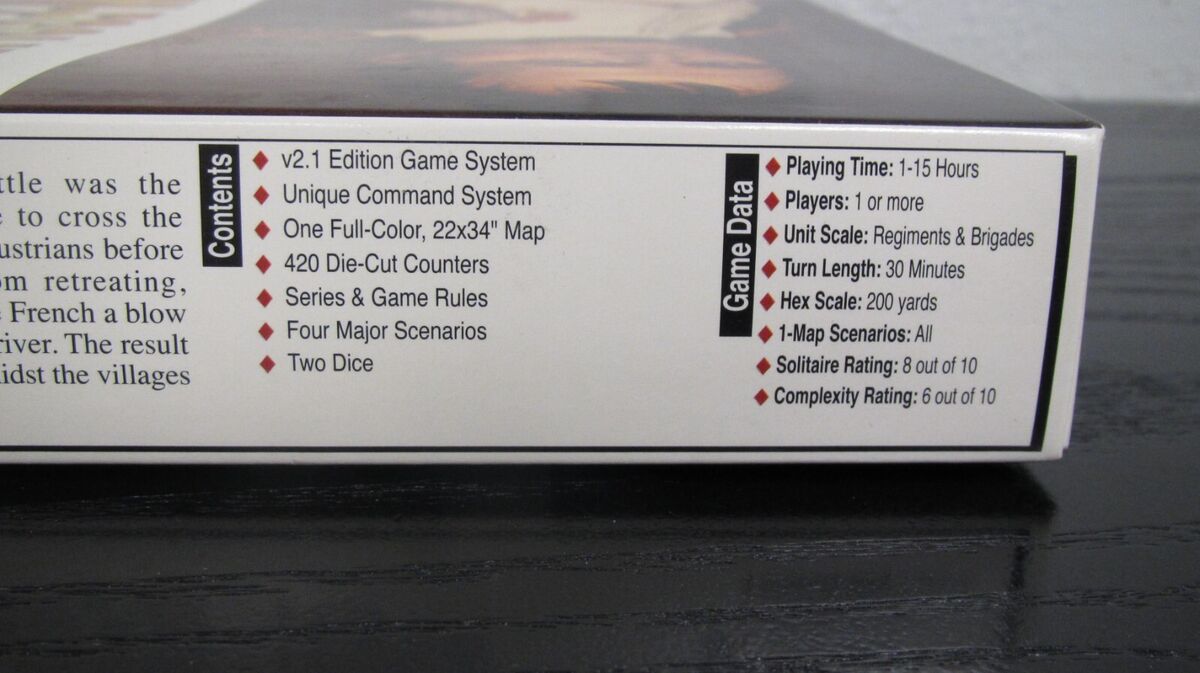 ttle was the
e to cross the
ustrians before
om retreating,
e French a blow
river. The result
idst the villages
Contents
v2.1 Edition Game System
Unique Command System
One Full-Color, 22x34" Map
420 Die-Cut Counters
Series & Game Rules
Four Major Scenarios
Two Dice
Game Data
Playing Time: 1-15 Hours
Players: 1 or more
Unit Scale: Regiments & Brigades
Turn Length: 30 Minutes
Hex Scale: 200 yards
1-Map Scenarios: All
Solitaire Rating: 8 out of 10
Complexity Rating: 6 out of 10